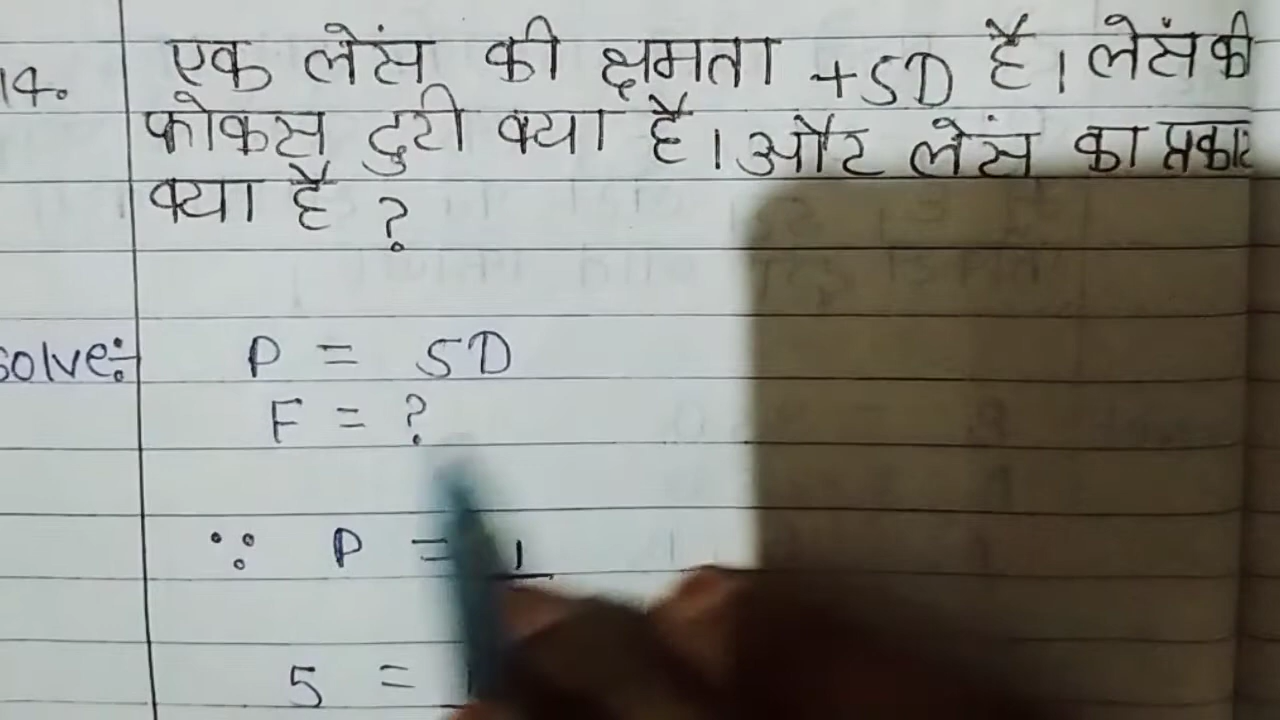 14. एक लेंस की क्षमता +5D है। लेंस की
फोकस दुरी क्या है। और लेंस का प्रकार
क्या है ?
Solve:- P = 5D
F = ?
∵ P = 1
5 =